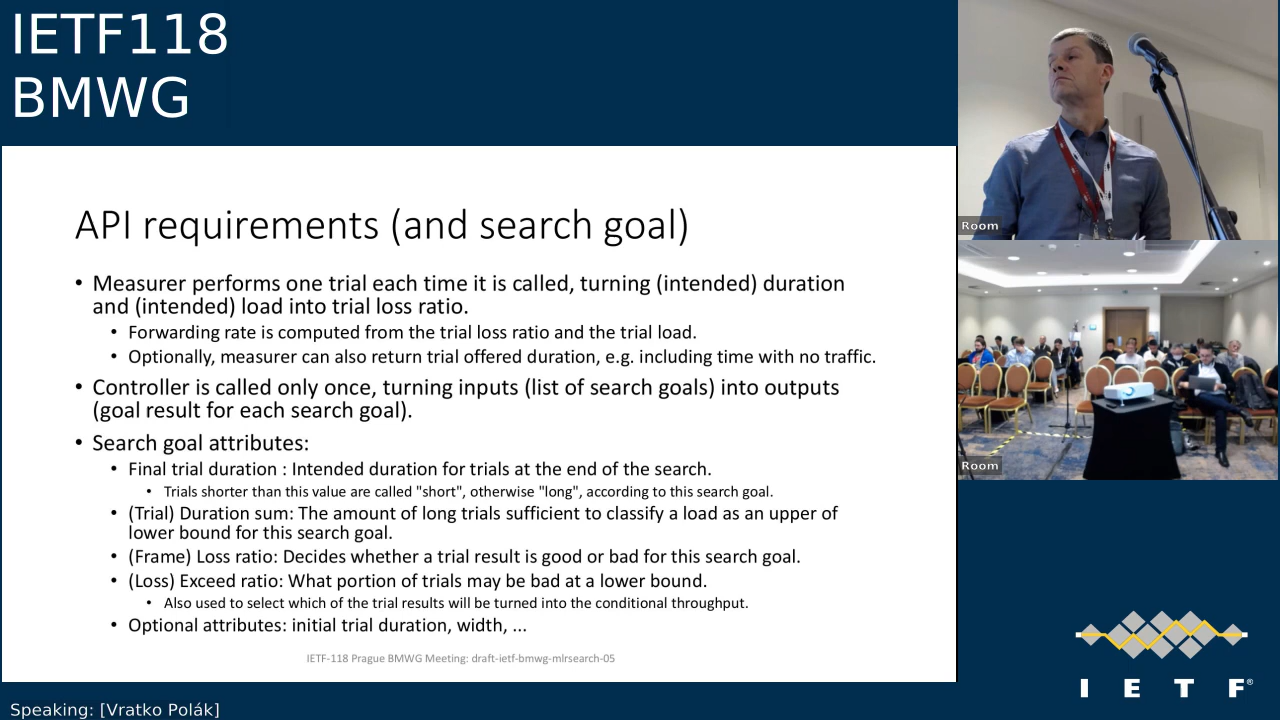 IETF118
BMWG
API requirements (and search goal)
• Measurer performs one trial each time it is called, turning (intended) duration
and (intended) load into trial loss ratio.
• Forwarding rate is computed from the trial loss ratio and the trial load.
• Optionally, measurer can also return trial offered duration, e.g. including time with no traffic.
• Controller is called only once, turning inputs (list of search goals) into outputs
(goal result for each search goal).
• Search goal attributes:
• Final trial duration : Intended duration for trials at the end of the search.
• Trials shorter than this value are called "short", otherwise "long", according to this search goal.
• (Trial) Duration sum: The amount of long trials sufficient to classify a load as an upper of
lower bound for this search goal.
• (Frame) Loss ratio: Decides whether a trial result is good or bad for this search goal.
• (Loss) Exceed ratio: What portion of trials may be bad at a lower bound.
• Also used to select which of the trial results will be turned into the conditional throughput.
• Optional attributes: initial trial duration, width, ...
IETF-118 Prague BMWG Meeting: draft-ietf-bmwg-mlrsearch-05
Speaking: [Vratko Polák]
Room
Room
I E T F®